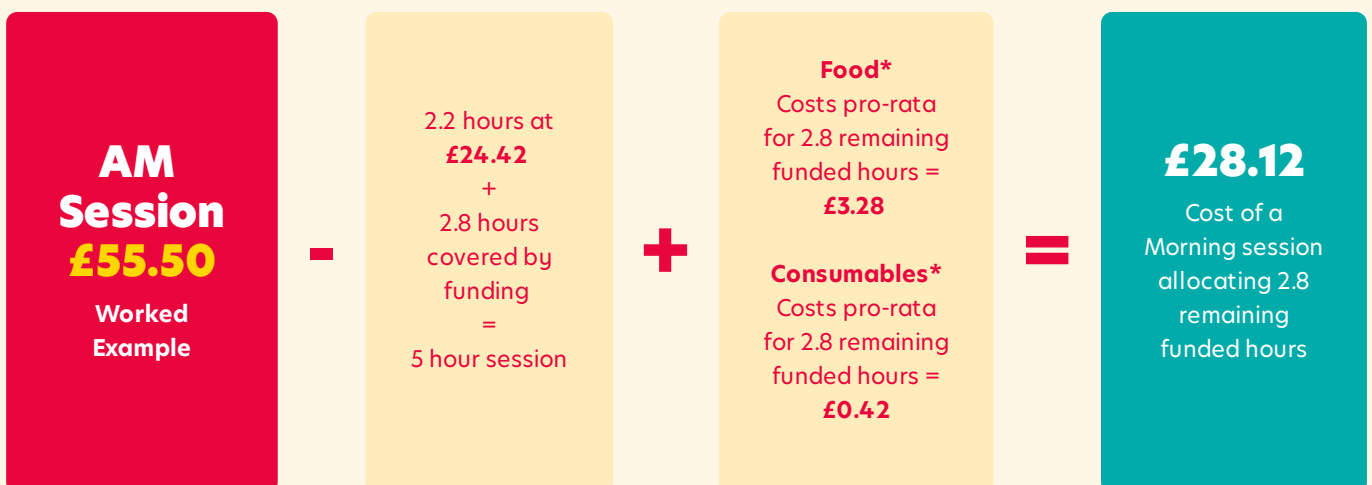 AM
Session
£55.50
Worked
Example
-
2.2 hours at
£24.42
+
2.8 hours
covered by
funding
=
5 hour session
+
Food*
Costs pro-rata
for 2.8 remaining
funded hours =
£3.28
Consumables*
Costs pro-rata
for 2.8 remaining
funded hours =
£0.42
=
£28.12
Cost of a
Morning session
allocating 2.8
remaining
funded hours